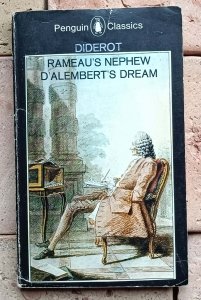 Penguin Classics
DIDEROT
RAMEAU'S NEPHEW
D'ALEMBERT'S DREAM